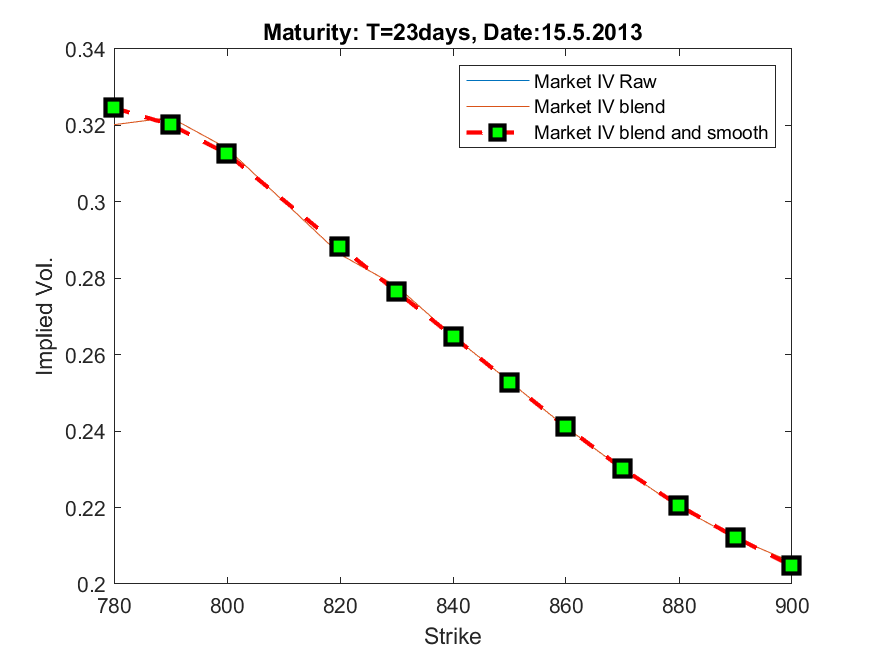 Maturity: T=23days, Date:15.5.2013
Market IV Raw
Market IV blend
Market IV blend and smooth
Implied Vol.
0.34
0.32
0.3
0.28
0.26
0.24
0.22
0.2
780 800 820 840 860 880 900
Strike